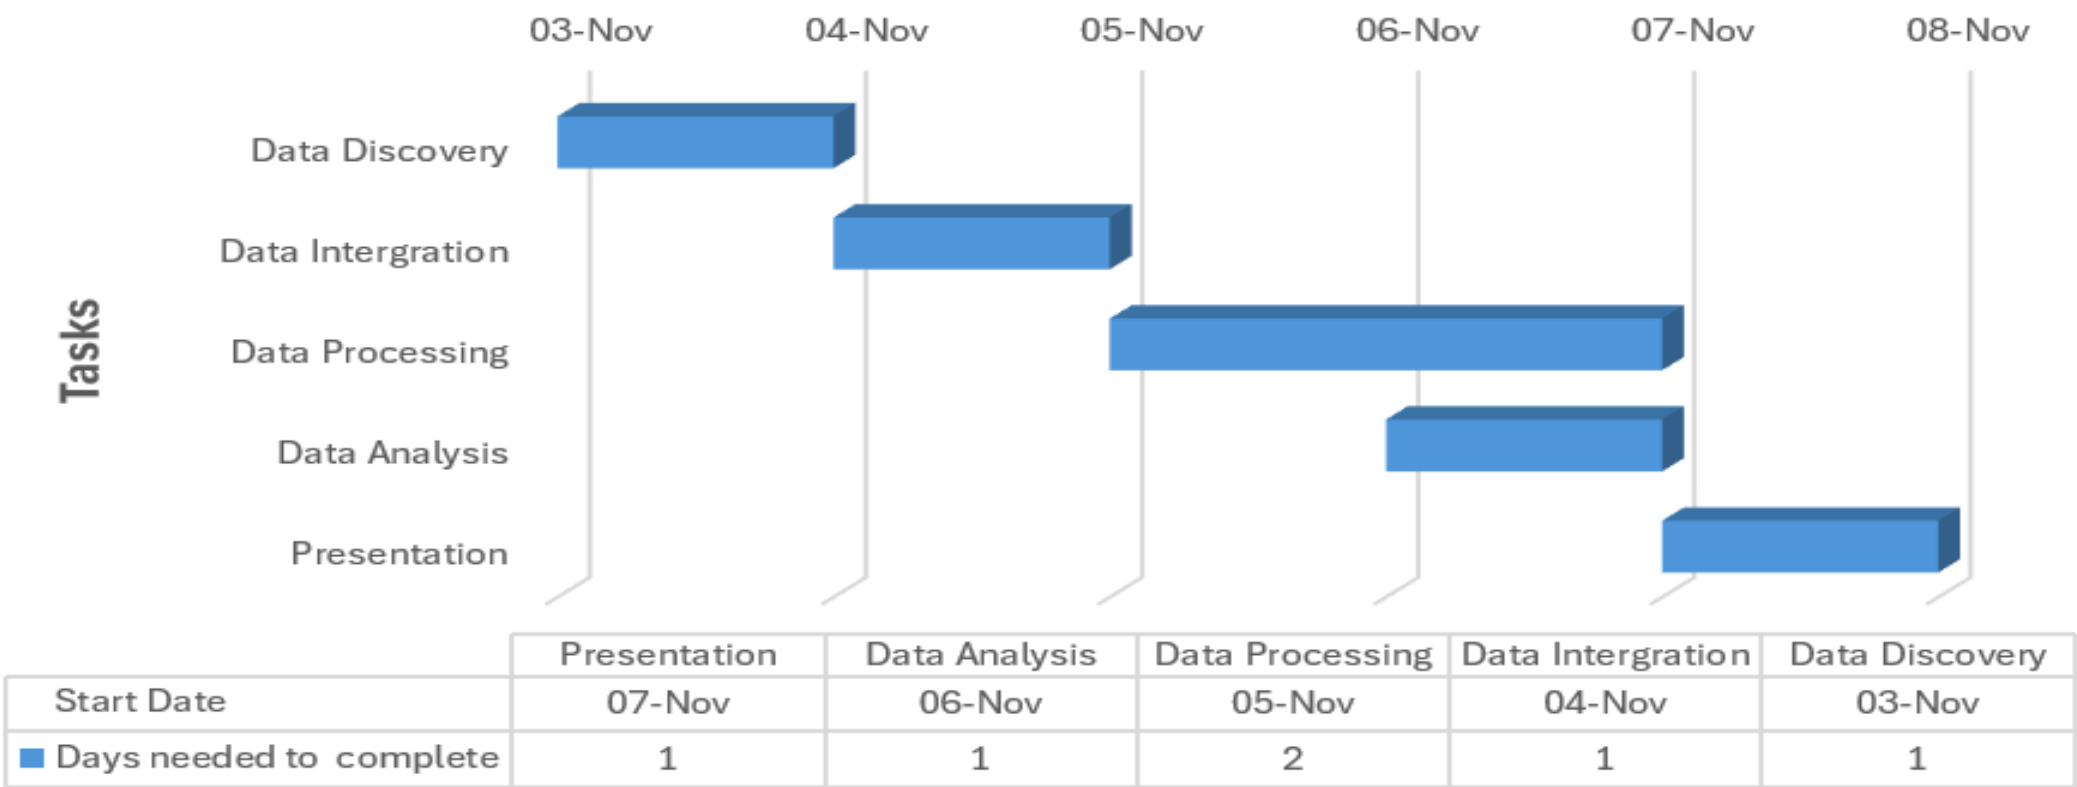 03-Nov 04-Nov 05-Nov 06-Nov 07-Nov 08-Nov
Tasks
Data Discovery
Data Intergration
Data Processing
Data Analysis
Presentation
Presentation Data Analysis Data Processing Data Intergration Data Discovery
Start Date 07-Nov 06-Nov 05-Nov 04-Nov 03-Nov
Days needed to complete 1 1 2 1 1